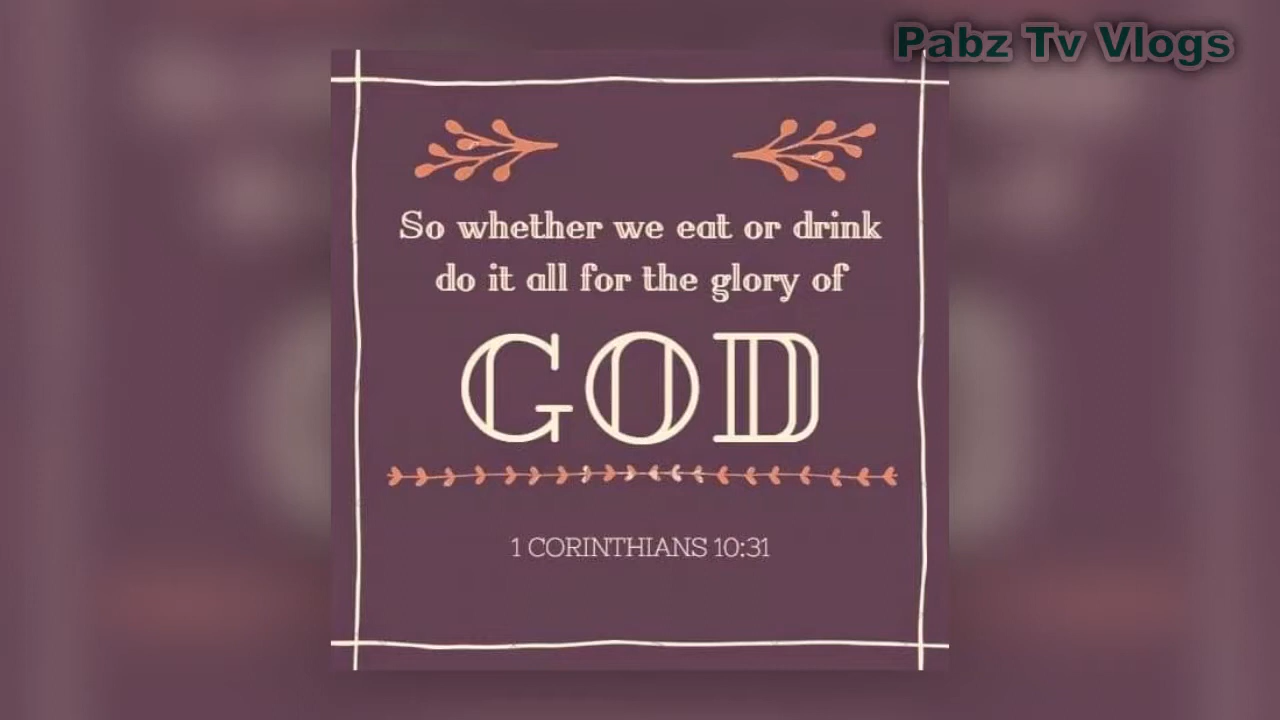 Pabz Tv Vlogs
So whether we eat or drink
do it all for the glory of
GOD
1 CORINTHIANS 10:31